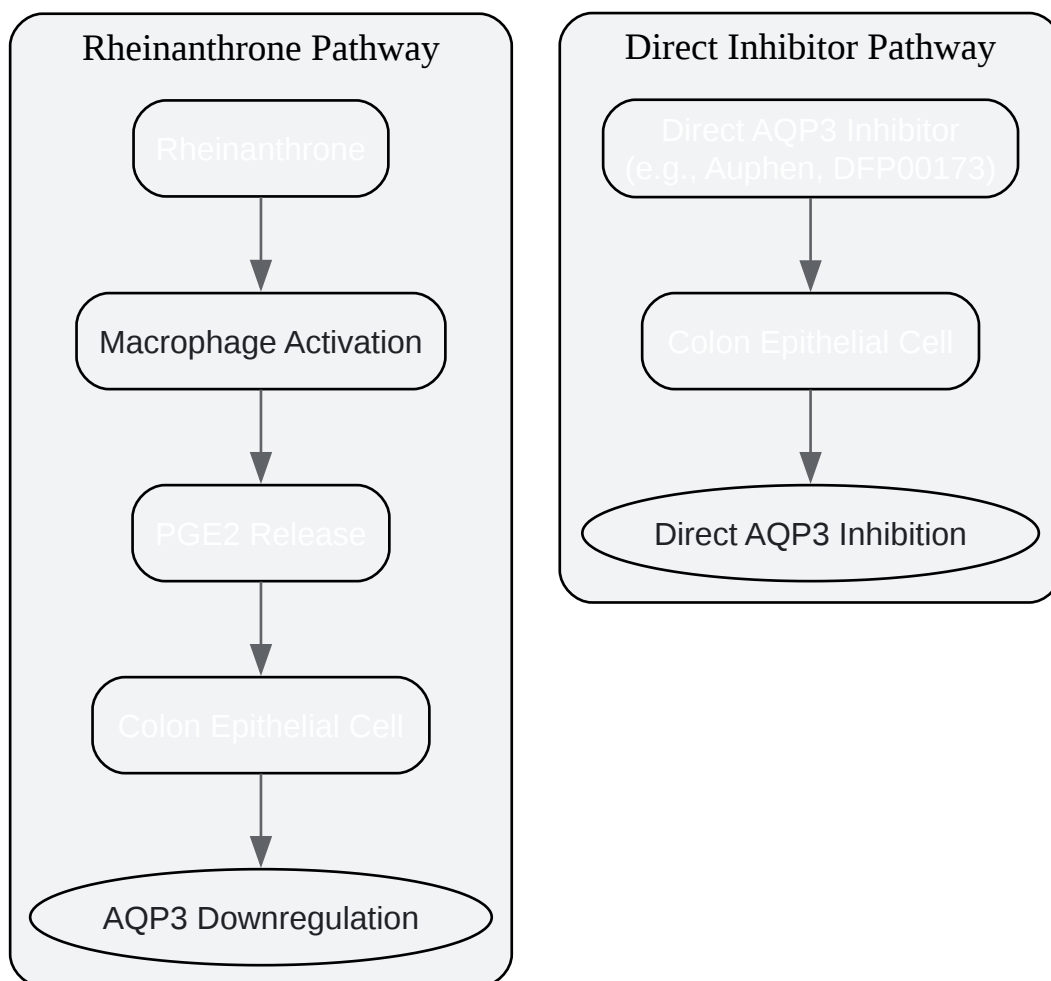 Rheinanthrone Pathway
Rheinanthrone
Macrophage Activation
PGE2 Release
Colon Epithelial Cell
AQP3 Downregulation
Direct Inhibitor Pathway
Direct AQP3 Inhibitor
(e.g., Auphen, DFP00173)
Colon Epithelial Cell
Direct AQP3 Inhibition